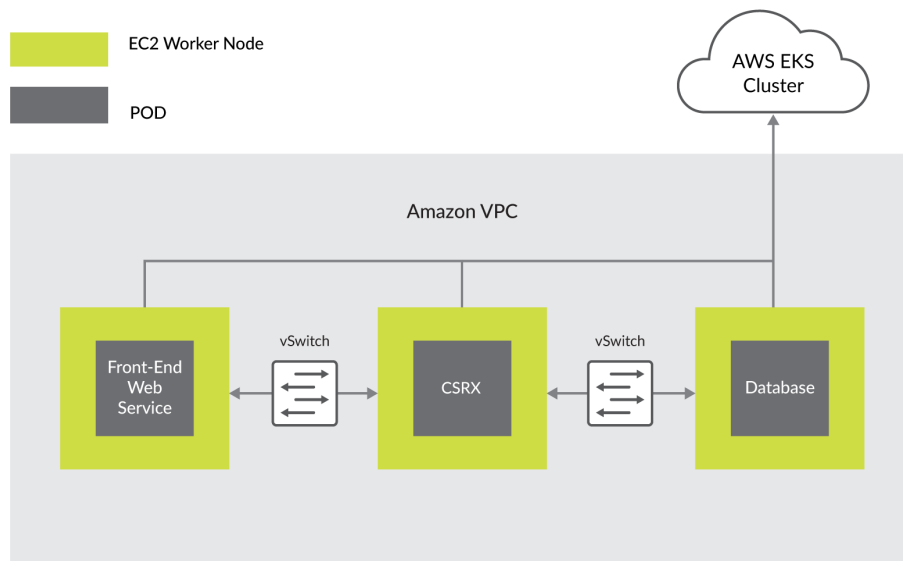 EC2 Worker Node
POD
AWS EKS
Cluster
Amazon VPC
vSwitch
vSwitch
Front-End
Web
Service
CSRX
Database